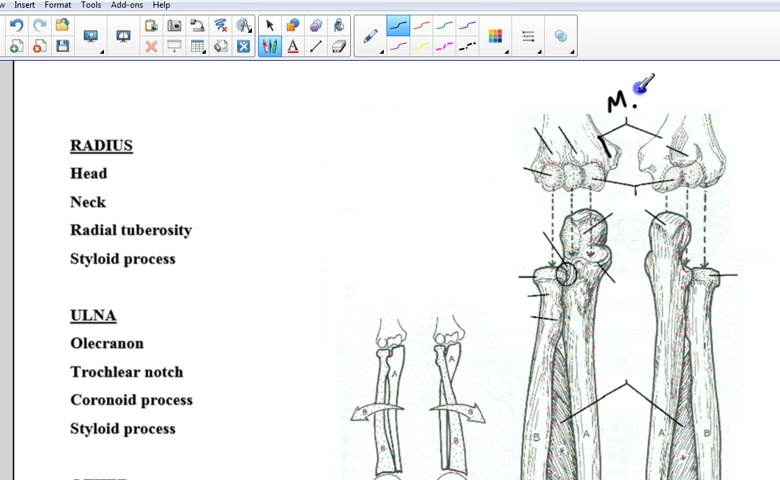 w Insert Format Tools Add-ons Help
M.
RADIUS
Head
Neck
Radial tuberosity
Styloid process
ULNA
Olecranon
Trochlear notch
Coronoid process
Styloid process
A A
B B
B B
B A A B